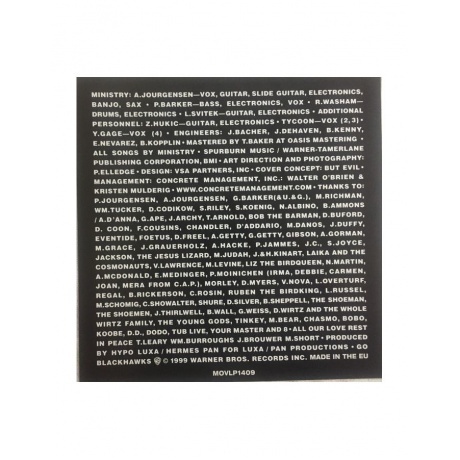 MINISTRY: A.JOURGENSEN—VOX, GUITAR, SLIDE GUITAR, ELECTRONICS,
BANJO, SAX • P.BARKER—BASS, ELECTRONICS, VOX • R.WASHAM—
DRUMS, ELECTRONICS • L.SVITEK—GUITAR, ELECTRONICS • ADDITIONAL
PERSONNEL: Z.HUKIC—GUITAR, ELECTRONICS • TYCOON—VOX (2,3) •
Y.GAGE—VOX (4) • ENGINEERS: J.BACHER, J.DEHAVEN, B.KENNY,
E.NEVAREZ, B.KOPPLIN • MASTERED BY T.BAKER AT OASIS MASTERING •
ALL SONGS BY MINISTRY • SPURBURN MUSIC / WARNER-TAMERLANE
PUBLISHING CORPORATION, BMI • ART DIRECTION AND PHOTOGRAPHY:
P.ELLEDGE • DESIGN: VSA PARTNERS, INC • COVER CONCEPT: BUT EVIL •
MANAGEMENT: CONCRETE MANAGEMENT, INC.: WALTER O'BRIEN &
KRISTEN MULDERIG • WWW.CONCRETEMANAGEMENT.COM • THANKS TO:
P.JOURGENSEN, A.JOURGENSEN, G.BARKER(AU.&G.), M.RICHMAN,
WM.TUCKER, D.CODIKOW, S.RILEY, S.KOENIG, N.ALBINO, B.AMMONS
/ A.D'ANNA, G.APE, J.ARCHY, T.ARNOLD, BOB THE BARMAN, D.BUFORD,
D. COON, F.COUSINS, CHANDLER, D'ADDARIO, M.DANOS, J.DUFFY,
EVENTIDE, FOETUS, D.FREEL, A.GETTY, G.GETTY, GIBSON, A.GORMAN,
M.GRACE, J.GRAUERHOLZ, A.HACKE, P.JAMMES, J.C., S.JOYCE,
JACKSON, THE JESUS LIZARD, M.JUDAH, J.&H.KINART, LAIKA AND THE
COSMONAUTS, V.LAWRENCE, M.LEVINE, LIZ THE BIRDQUEEN, N.MARTIN,
A.MCDONALD, E.MEDINGER, P.MOINICHEN (IRMA, DEBBIE, CARMEN,
JOAN, MERA FROM C.A.P.), MORLEY, D.MYERS, V.NOVA, L.OVERTURF,
REGAL, B.RICKERSON, C.ROSIN, RUBEN THE BIRDKING, L.RUSSEL,
M.SCHOMIG, C.SHOWALTER, SHURE, D.SILVER, B.SHEPPELL, THE SHOEMAN,
THE SHOEMEN, J.THIRLWELL, B.WALL, G.WEISS, D.WIRTZ AND THE WHOLE
WIRTZ FAMILY, THE YOUNG GODS, TINKEY, M.BEAR, CHASMO, BOBO,
KOOBE, D.D., DODO, TUB LIVE, YOUR MASTER AND 8 • ALL OUR LOVE REST
IN PEACE T.LEARY WM.BURROUGHS J.BROUWER M.SHORT • PRODUCED
BY HYPO LUXA / HERMES PAN FOR LUXA / PAN PRODUCTIONS • GO
BLACKHAWKS © 1999 WARNER BROS. RECORDS INC. MADE IN THE EU
MOVLP1409